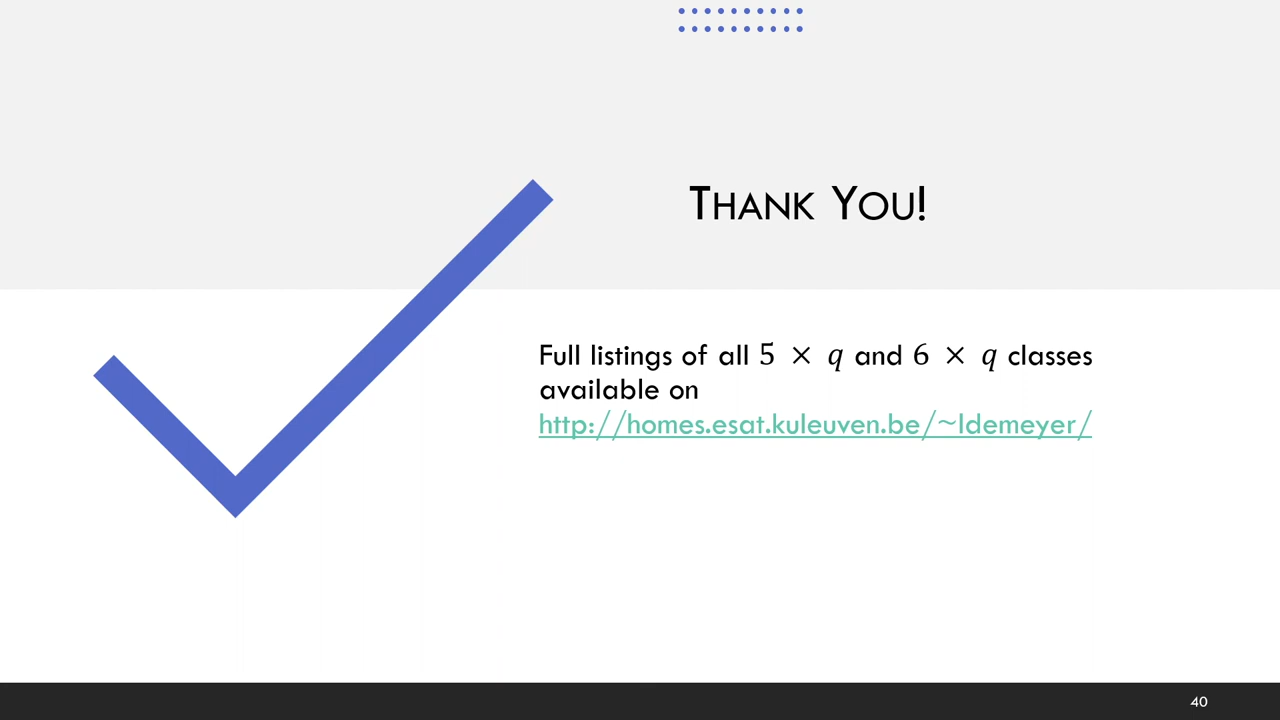 THANK YOU!
Full listings of all 5 × q and 6 × q classes
available on
http://homes.esat.kuleuven.be/~ldemeyer/
40